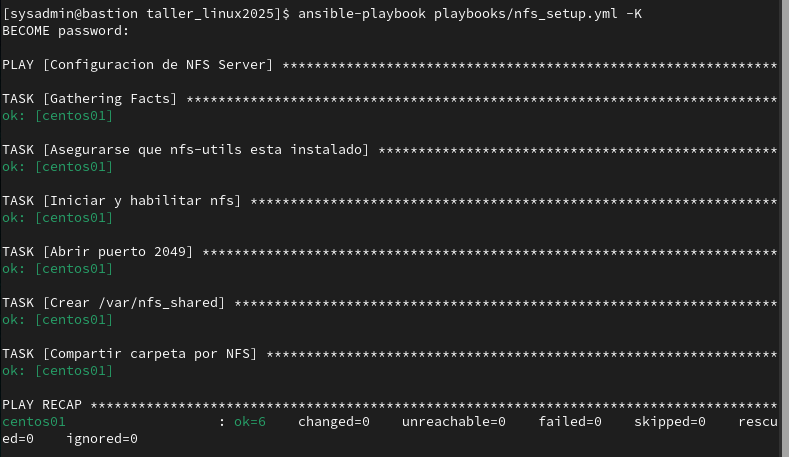 [sysadmin@bastion taller_linux2025]$ ansible-playbook playbooks/nfs_setup.yml -K
BECOME password:
PLAY [Configuracion de NFS Server] **************************************************************
TASK [Gathering Facts] **************************************************************************
ok: [centos01]
TASK [Asegurarse que nfs-utils esta instalado] **************************************************
ok: [centos01]
TASK [Iniciar y habilitar nfs] ******************************************************************
ok: [centos01]
TASK [Abrir puerto 2049] ************************************************************************
ok: [centos01]
TASK [Crear /var/nfs_shared] ********************************************************************
ok: [centos01]
TASK [Compartir carpeta por NFS] ****************************************************************
ok: [centos01]
PLAY RECAP **************************************************************************************
centos01                   : ok=6    changed=0    unreachable=0    failed=0    skipped=0    rescu
ed=0    ignored=0